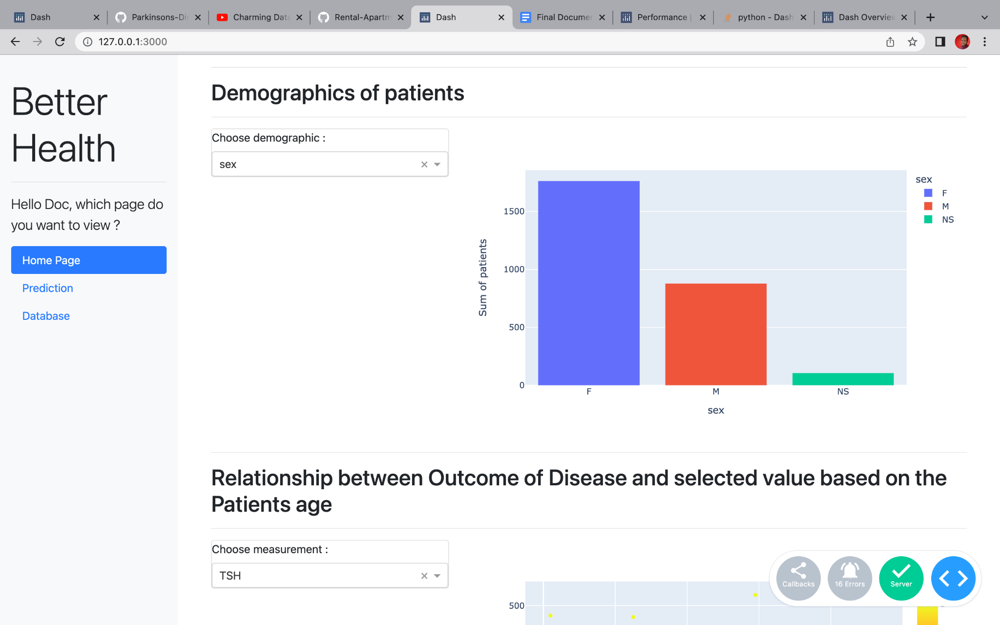 Dash
Parkinsons-Dis
Charming Data
Rental-Apartm
Dash
Final Documen
Performance |
python - Dash
Dash Overview
127.0.0.1:3000
Better
Health
Hello Doc, which page do
you want to view ?
Home Page
Prediction
Database
Demographics of patients
Choose demographic :
sex
sex
F
M
NS
1500
1000
500
0
Sum of patients
F
M
NS
sex
Relationship between Outcome of Disease and selected value based on the
Patients age
Choose measurement :
TSH
500
Callbacks
16 Errors
Server